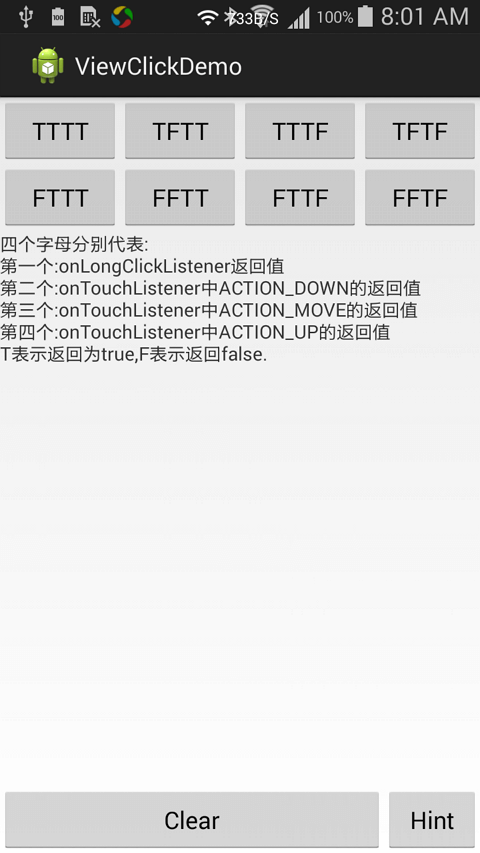 100% 8:01 AM
ViewClickDemo
TTTT TFTT TTTF TFTF
FTTT FFTT FTTF FFTF
四个字母分别代表:
第一个:onLongClickListener返回值
第二个:onTouchListener中ACTION_DOWN的返回值
第三个:onTouchListener中ACTION_MOVE的返回值
第四个:onTouchListener中ACTION_UP的返回值
T表示返回为true,F表示返回false.
Clear Hint